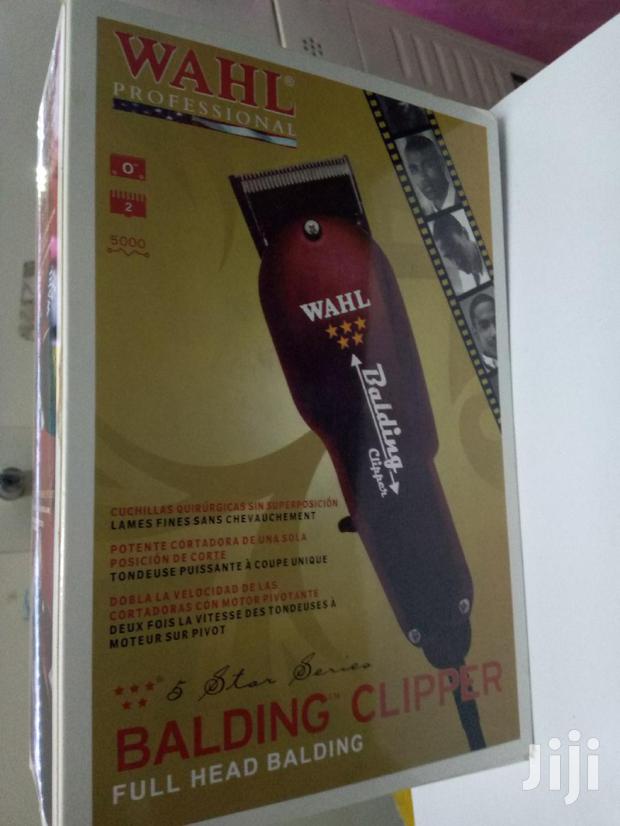 WAHL®
PROFESSIONAL
0
2
5000
WAHL
Balding
Clipper
CUCHILLAS QUIRÚRGICAS SIN SUPERPOSICIÓN
LAMES FINES SANS CHEVAUCHEMENT
POTENTE CORTADORA DE UNA SOLA
POSICIÓN DE CORTE
TONDEUSE PUISSANTE À COUPE UNIQUE
DOBLA LA VELOCIDAD DE LAS
CORTADORAS CON MOTOR PIVOTANTE
DEUX FOIS LA VITESSE DES TONDEUSES À
MOTEUR SUR PIVOT
5 Star Series
BALDING™ CLIPPER
FULL HEAD BALDING
Jiji